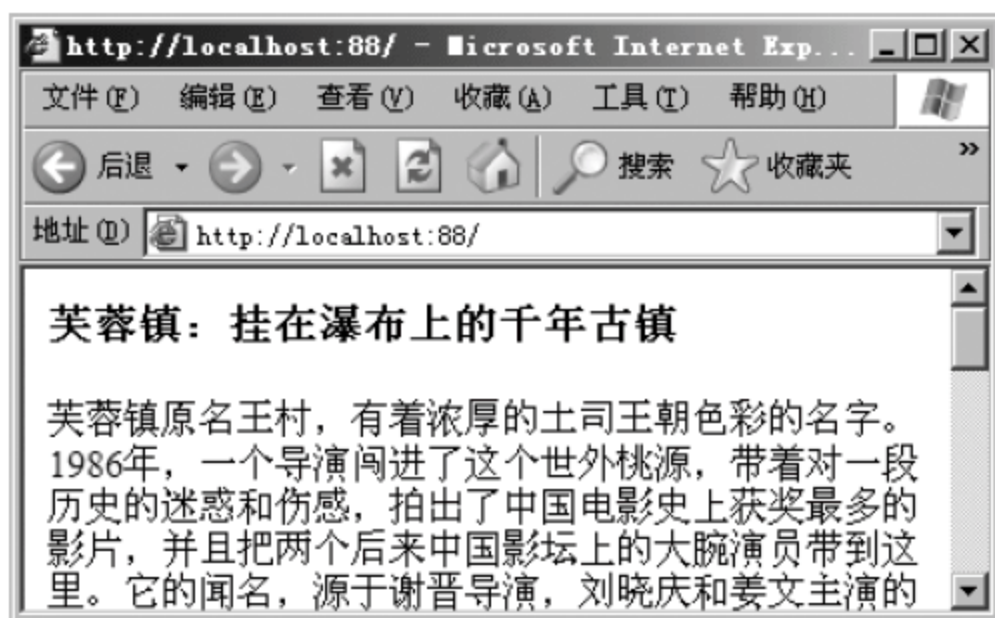 http://localhost:88/ - Microsoft Internet Exp...
文件(F) 编辑(E) 查看(V) 收藏(A) 工具(T) 帮助(H)
后退 搜索 收藏夹 »
地址(D) http://localhost:88/
芙蓉镇：挂在瀑布上的千年古镇
芙蓉镇原名王村，有着浓厚的土司王朝色彩的名字。
1986年，一个导演闯进了这个世外桃源，带着对一段
历史的迷惑和伤感，拍出了中国电影史上获奖最多的
影片，并且把两个后来中国影坛上的大腕演员带到这
里。它的闻名，源于谢晋导演，刘晓庆和姜文主演的